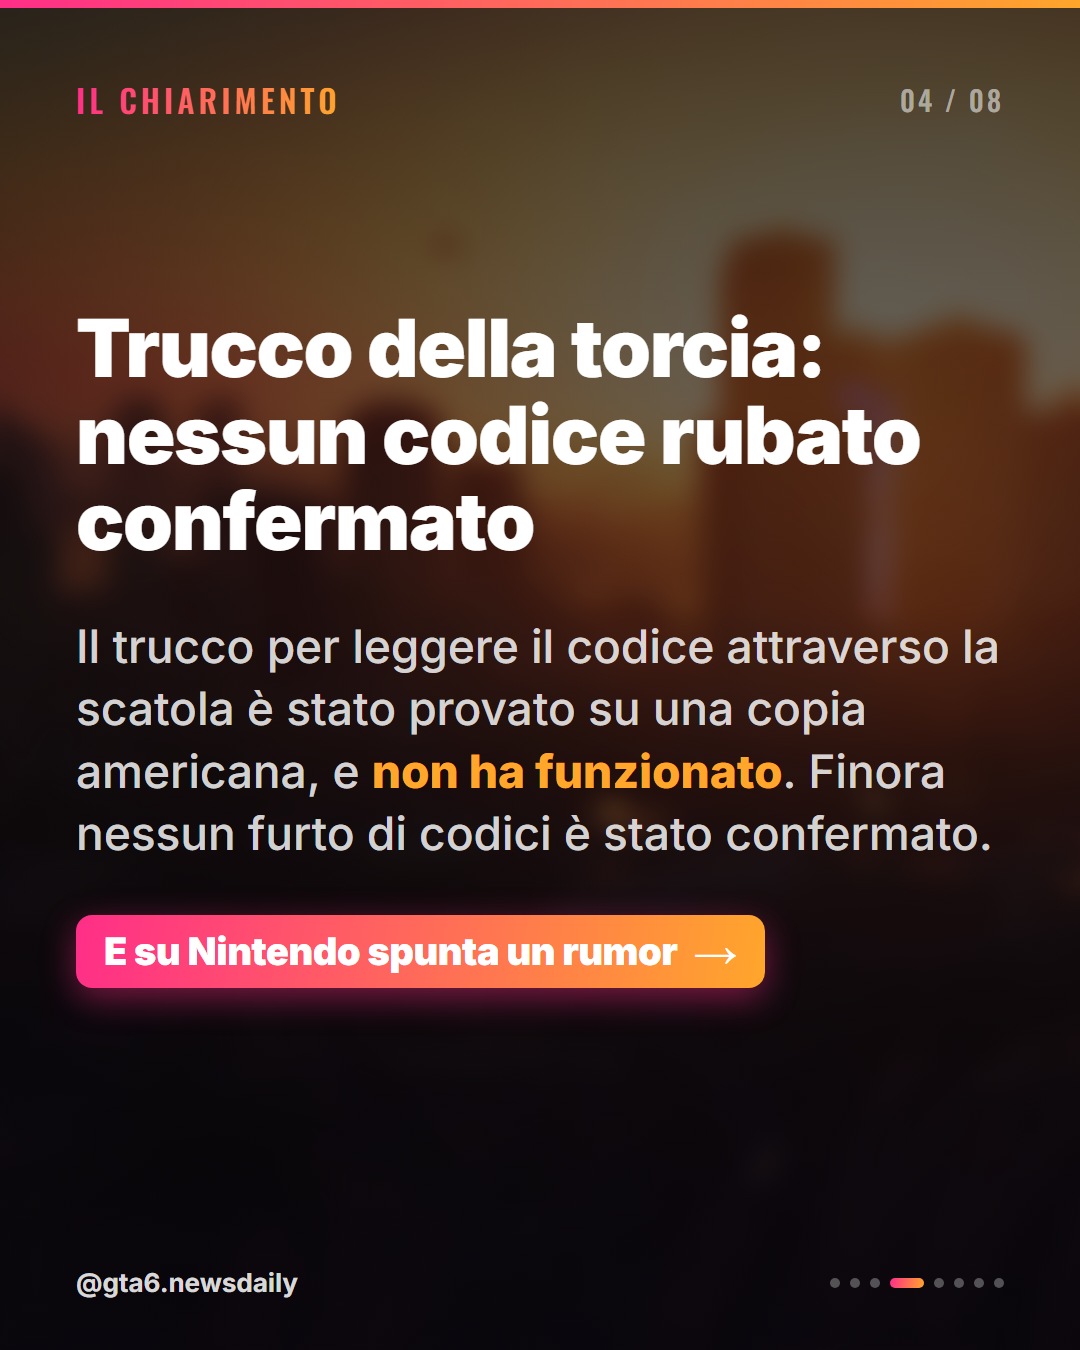 IL CHIARIMENTO
04 / 08
Trucco della torcia:
nessun codice rubato
confermato
Il trucco per leggere il codice attraverso la
scatola è stato provato su una copia
americana, e non ha funzionato. Finora
nessun furto di codici è stato confermato.
E su Nintendo spunta un rumor →
@gta6.newsdaily